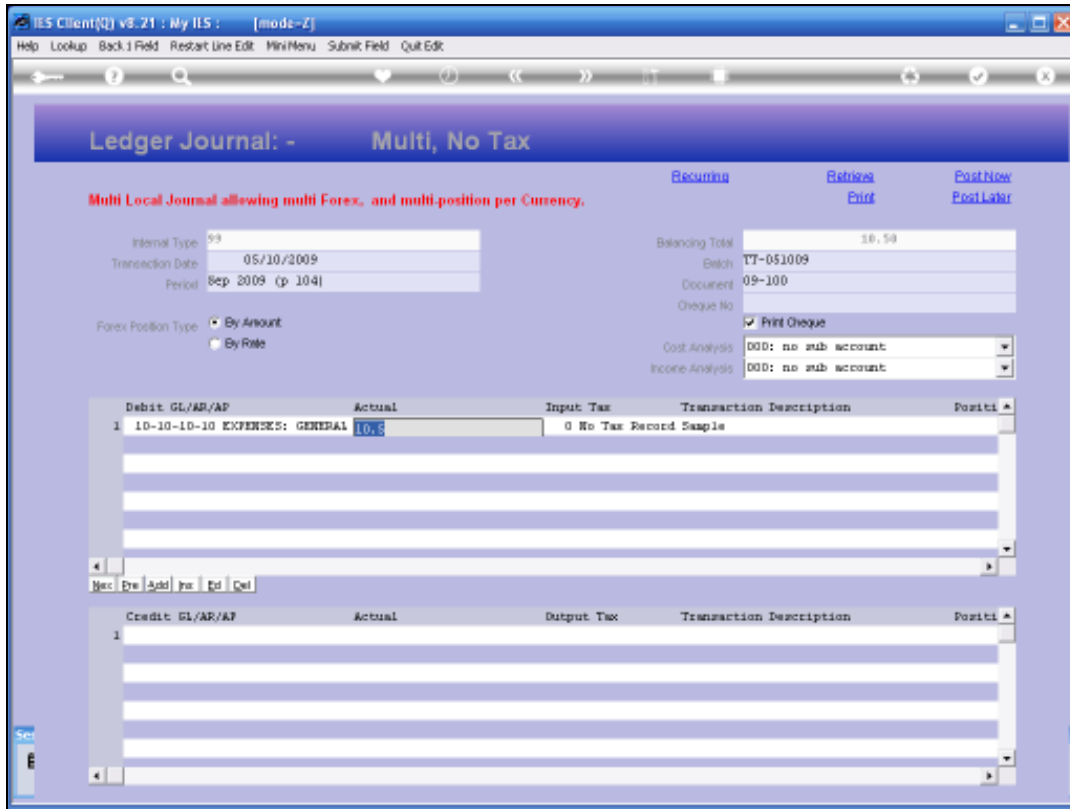 IES Client(Q) v8.21 : My IES : [mode-Z]
Help Lookup Back 1 Field Restart Line Edit MiniMenu Submit Field Quit Edit
Ledger Journal: - Multi, No Tax
Recurring Retrieve Post Now
Multi Local Journal allowing multi Forex, and multi-position per Currency. Print Post Later
Internal Type 99 Balancing Total 10.50
Transaction Date 05/10/2009 Batch TT-051009
Period Sep 2009 (p 104) Document 09-100
Cheque No
Forex Position Type By Amount Print Cheque
By Rate Cost Analysis D0D: no sub account
Income Analysis D0D: no sub account
Debit GL/AR/AP Actual Input Tax Transaction Description Positi
1 10-10-10-10 EXPENSES: GENERAL 10.5 0 No Tax Record Sample
Nex Pre Add Ins Ed Del
Credit GL/AR/AP Actual Output Tax Transaction Description Positi
1